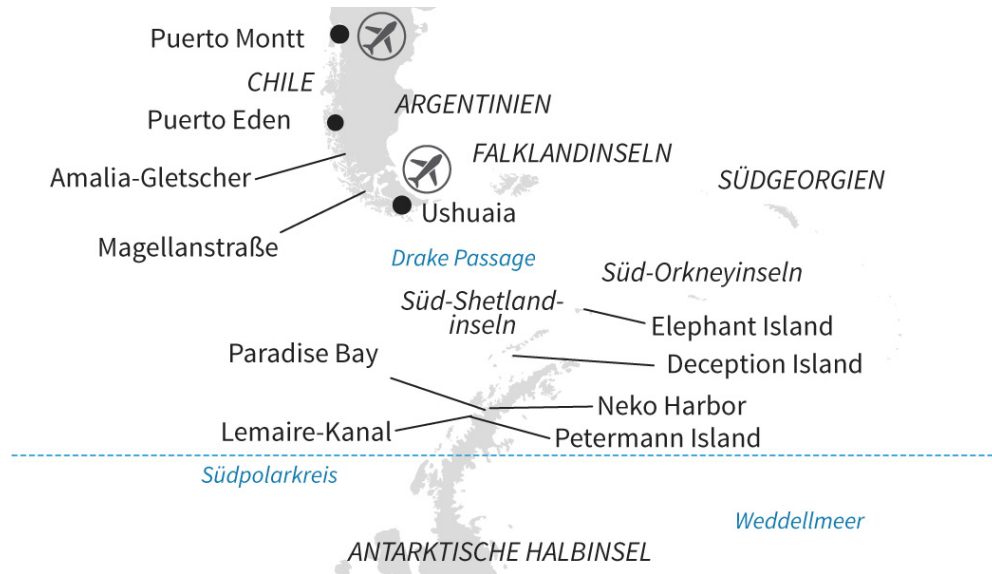 Puerto Montt
CHILE
ARGENTINIEN
Puerto Eden
FALKLANDINSELN
Amalia-Gletscher
SÜDGEORGIEN
Ushuaia
Magellanstraße
Drake Passage
Süd-Orkneyinseln
Süd-Shetland-
inseln
Elephant Island
Paradise Bay
Deception Island
Neko Harbor
Lemaire-Kanal
Petermann Island
Südpolarkreis
Weddellmeer
ANTARKTISCHE HALBINSEL